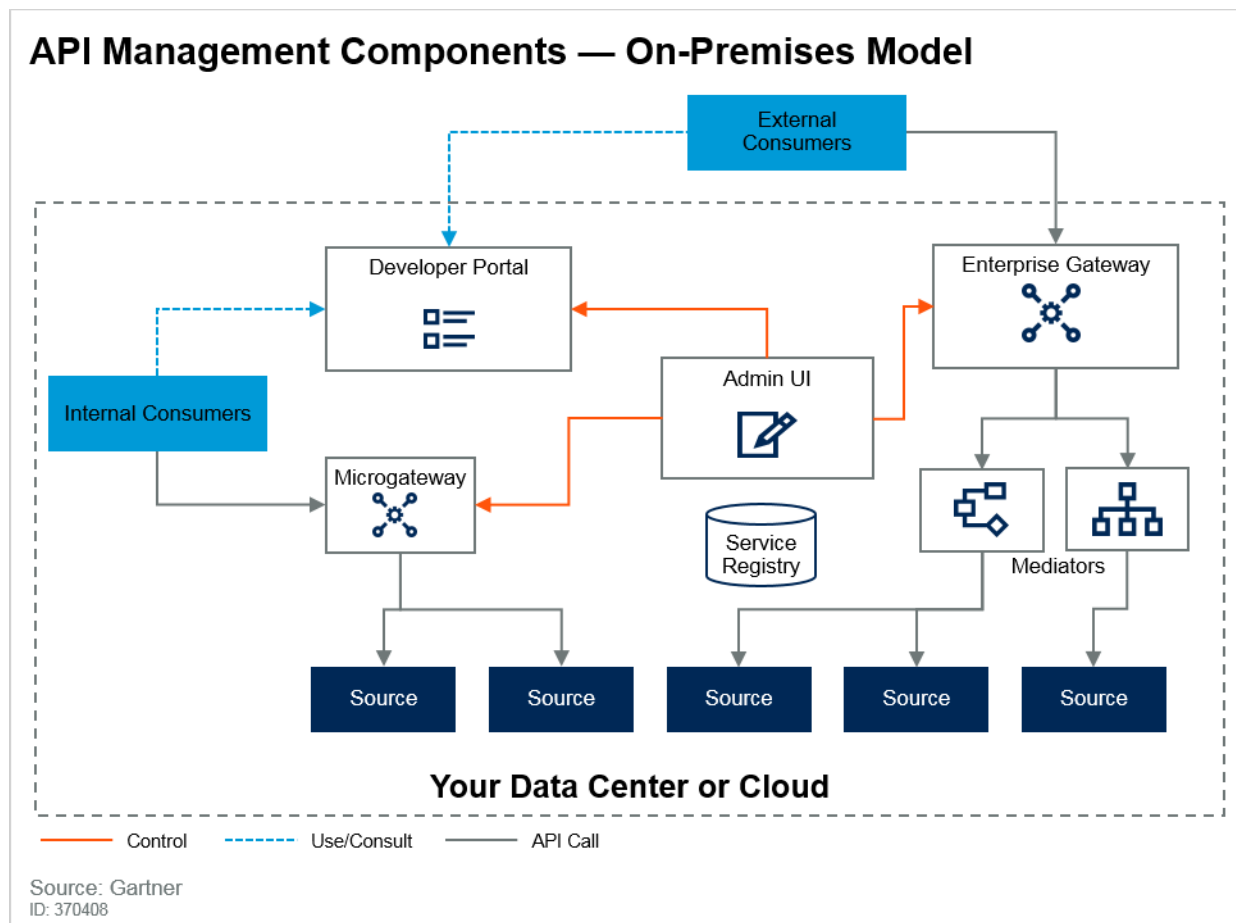 API Management Components — On-Premises Model
External
Consumers
Developer Portal
Enterprise Gateway
Admin UI
Internal Consumers
Microgateway
Service
Registry
Mediators
Source
Source
Source
Source
Source
Your Data Center or Cloud
Control
Use/Consult
API Call
Source: Gartner
ID: 370408